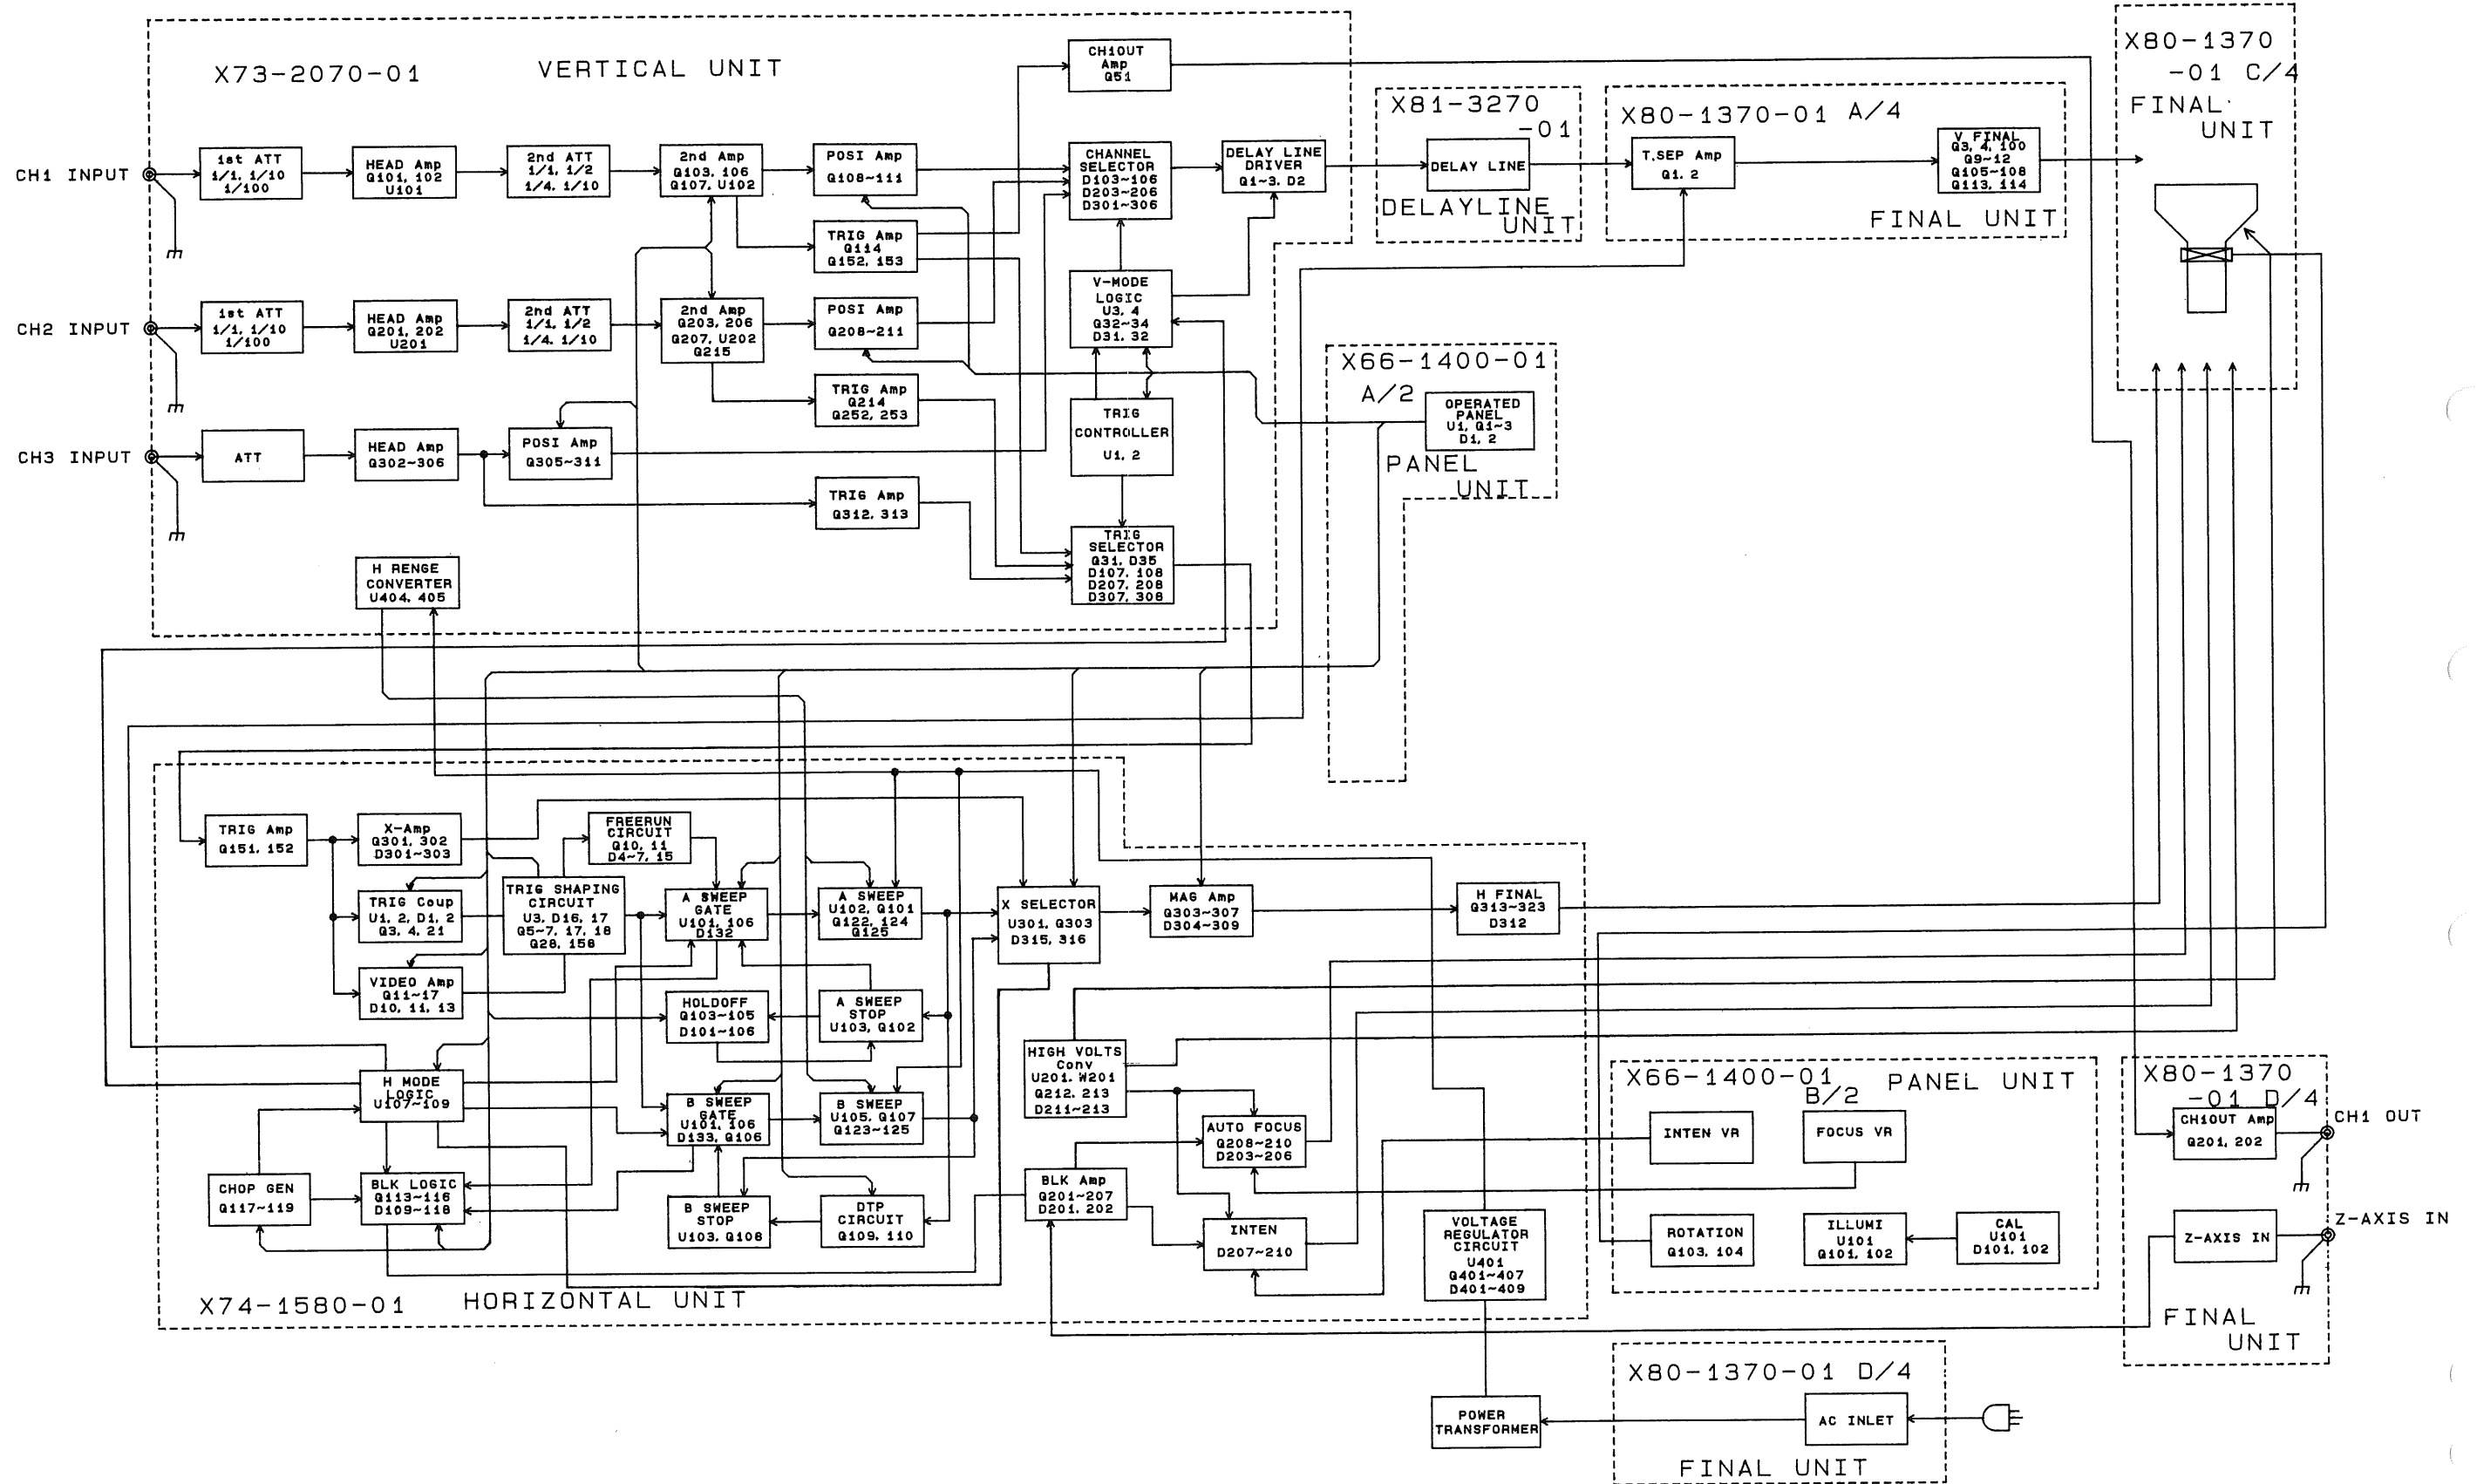 X73-2070-01
VERTICAL UNIT
CH1OUT
Amp
Q51
X80-1370
-01 C/4
FINAL
UNIT
X81-3270
-01
DELAY LINE
DELAYLINE
UNIT
X80-1370-01 A/4
T.SEP Amp
Q1, 2
V FINAL
Q3, 4, 100
Q9~12
Q105~108
Q113, 114
FINAL UNIT
CH1 INPUT
1st ATT
1/1, 1/10
1/100
HEAD Amp
Q101, 102
U101
2nd ATT
1/1, 1/2
1/4, 1/10
2nd Amp
Q103, 106
Q107, U102
POSI Amp
Q108~111
CHANNEL
SELECTOR
D103~106
D203~206
D301~306
DELAY LINE
DRIVER
Q1~3, D2
TRIG Amp
Q114
Q152, 153
CH2 INPUT
1st ATT
1/1, 1/10
1/100
HEAD Amp
Q201, 202
U201
2nd ATT
1/1, 1/2
1/4, 1/10
2nd Amp
Q203, 206
Q207, U202
Q215
POSI Amp
Q208~211
V-MODE
LOGIC
U3, 4
Q32~34
D31, 32
TRIG Amp
Q214
Q252, 253
TRIG
CONTROLLER
U1, 2
X66-1400-01
A/2
OPERATED
PANEL
U1, Q1~3
D1, 2
PANEL
UNIT
CH3 INPUT
ATT
HEAD Amp
Q302~306
POSI Amp
Q305~311
TRIG Amp
Q312, 313
TRIG
SELECTOR
Q31, D35
D107, 108
D207, 208
D307, 308
H RENGE
CONVERTER
U404, 405
TRIG Amp
Q151, 152
X-Amp
Q301, 302
D301~303
FREERUN
CIRCUIT
Q10, 11
D4~7, 15
TRIG Coup
U1, 2, D1, 2
Q3, 4, 21
TRIG SHAPING
CIRCUIT
U3, D16, 17
Q5~7, 17, 18
Q28, 158
A SWEEP
GATE
U101, 106
D132
A SWEEP
U102, Q101
Q122, 124
Q125
X SELECTOR
U301, Q303
D315, 316
MAG Amp
Q303~307
D304~309
H FINAL
Q313~323
D312
VIDEO Amp
Q11~17
D10, 11, 13
HOLDOFF
Q103~105
D101~106
A SWEEP
STOP
U103, Q102
H MODE
LOGIC
U107~109
B SWEEP
GATE
U101, 106
D133, Q106
B SWEEP
U105, Q107
Q123~125
HIGH VOLTS
Conv
U201, W201
Q212, 213
D211~213
AUTO FOCUS
Q208~210
D203~206
CHOP GEN
Q117~119
BLK LOGIC
Q113~116
D109~118
B SWEEP
STOP
U103, Q108
DTP
CIRCUIT
Q109, 110
BLK Amp
Q201~207
D201, 202
INTEN
D207~210
VOLTAGE
REGULATOR
CIRCUIT
U401
Q401~407
D401~409
X74-1580-01
HORIZONTAL UNIT
X66-1400-01
B/2
PANEL UNIT
INTEN VR
FOCUS VR
ROTATION
Q103, 104
ILLUMI
U101
Q101, 102
CAL
U101
D101, 102
X80-1370
-01 D/4
CH1OUT Amp
Q201, 202
CH1 OUT
Z-AXIS IN
Z-AXIS IN
FINAL
UNIT
X80-1370-01 D/4
POWER
TRANSFORMER
AC INLET
FINAL UNIT